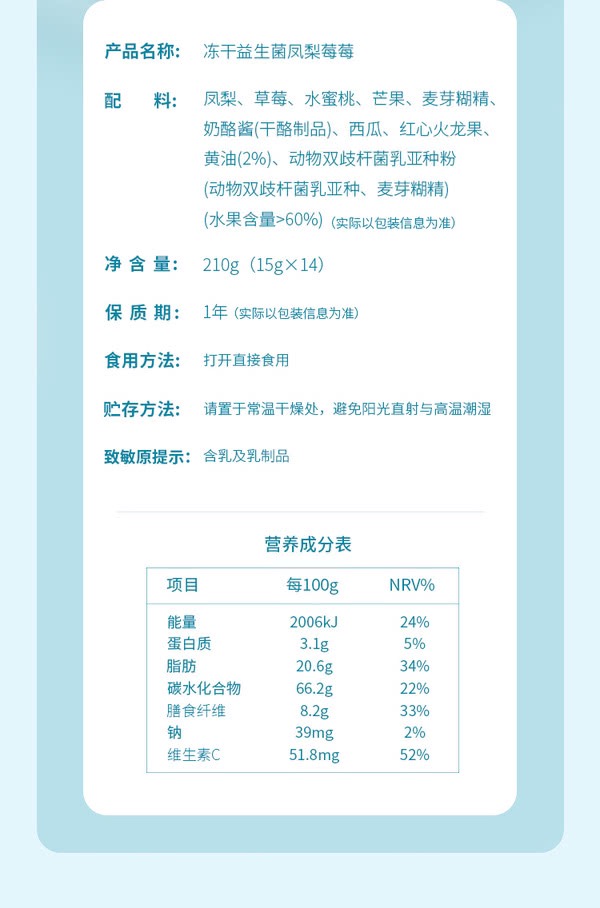 产品名称: 冻干益生菌凤梨莓莓
配 料: 凤梨、草莓、水蜜桃、芒果、麦芽糊精、
奶酪酱(干酪制品)、西瓜、红心火龙果、
黄油(2%)、动物双歧杆菌乳亚种粉
(动物双歧杆菌乳亚种、麦芽糊精)
(水果含量>60%)（实际以包装信息为准）
净 含 量: 210g（15g×14）
保 质 期: 1年（实际以包装信息为准）
食用方法: 打开直接食用
贮存方法: 请置于常温干燥处，避免阳光直射与高温潮湿
致敏原提示: 含乳及乳制品
营养成分表
项目 每100g NRV%
能量 2006kJ 24%
蛋白质 3.1g 5%
脂肪 20.6g 34%
碳水化合物 66.2g 22%
膳食纤维 8.2g 33%
钠 39mg 2%
维生素C 51.8mg 52%